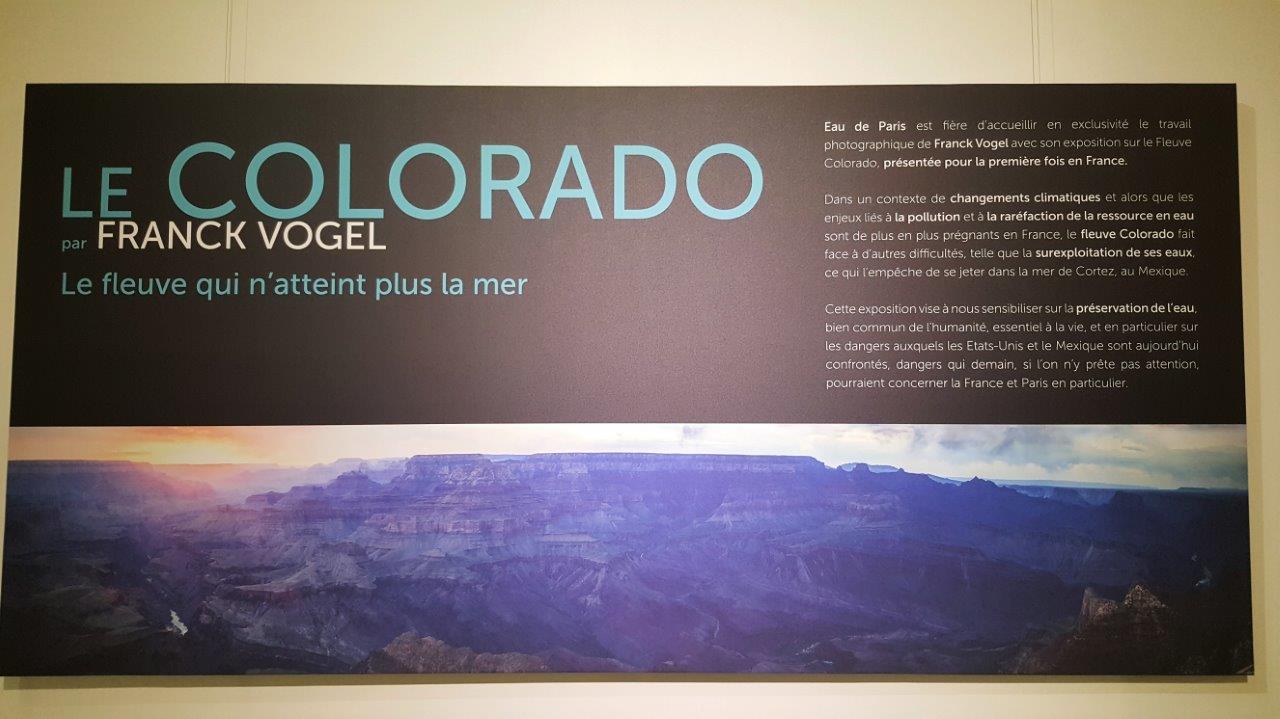 LE COLORADO
par FRANCK VOGEL
Le fleuve qui n'atteint plus la mer
Eau de Paris est fière d'accueillir en exclusivité le travail
photographique de Franck Vogel avec son exposition sur le Fleuve
Colorado, présentée pour la première fois en France.
Dans un contexte de changements climatiques et alors que les
enjeux liés à la pollution et à la raréfaction de la ressource en eau
sont de plus en plus prégnants en France, le fleuve Colorado fait
face à d'autres difficultés, telle que la surexploitation de ses eaux,
ce qui l'empêche de se jeter dans la mer de Cortez, au Mexique.
Cette exposition vise à nous sensibiliser sur la préservation de l'eau,
bien commun de l'humanité, essentiel à la vie, et en particulier sur
les dangers auxquels les Etats-Unis et le Mexique sont aujourd'hui
confrontés, dangers qui demain, si l'on n'y prête pas attention,
pourraient concerner la France et Paris en particulier.